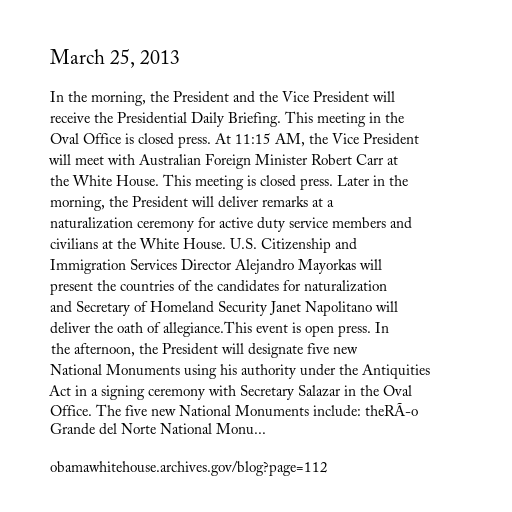 March 25, 2013
In the morning, the President and the Vice President will
receive the Presidential Daily Briefing. This meeting in the
Oval Office is closed press. At 11:15 AM, the Vice President
will meet with Australian Foreign Minister Robert Carr at
the White House. This meeting is closed press. Later in the
morning, the President will deliver remarks at a
naturalization ceremony for active duty service members and
civilians at the White House. U.S. Citizenship and
Immigration Services Director Alejandro Mayorkas will
present the countries of the candidates for naturalization
and Secretary of Homeland Security Janet Napolitano will
deliver the oath of allegiance.This event is open press. In
the afternoon, the President will designate five new
National Monuments using his authority under the Antiquities
Act in a signing ceremony with Secretary Salazar in the Oval
Office. The five new National Monuments include: theRÃ-o
Grande del Norte National Monu...
obamawhitehouse.archives.gov/blog?page=112